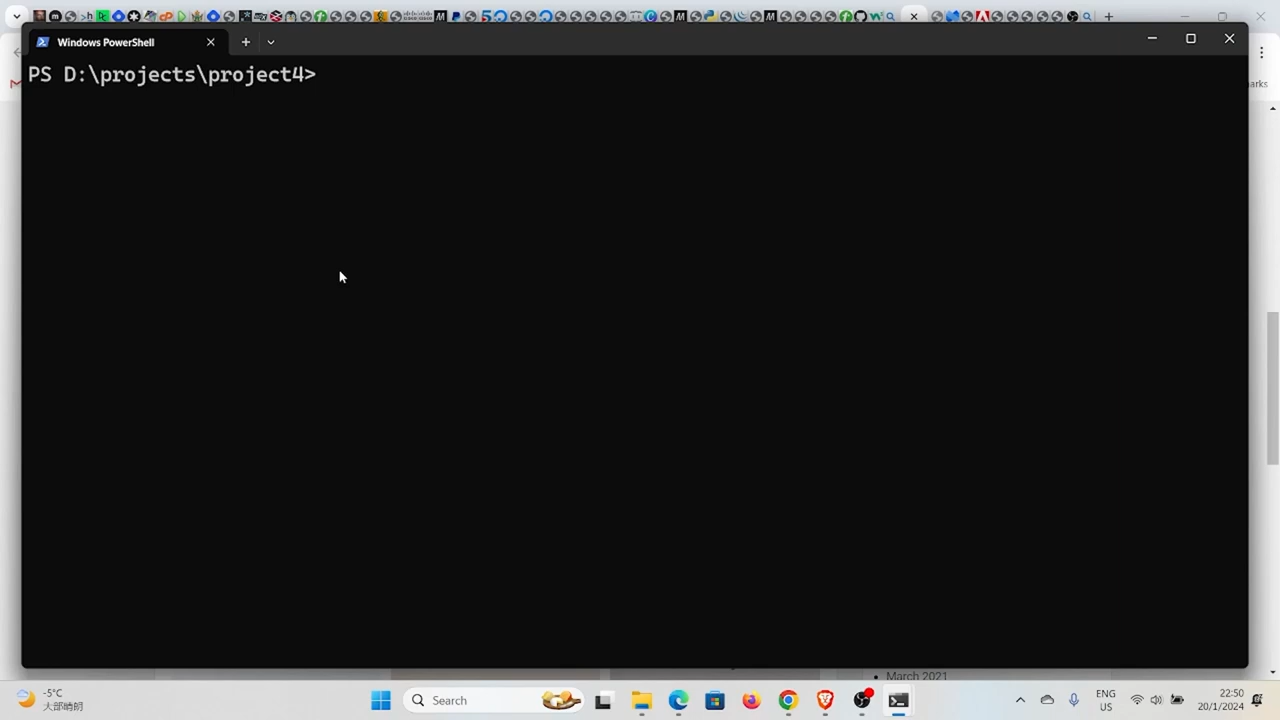 Windows PowerShell
PS D:\projects\project4>
arks
March 2021
-5°C
大部晴朗
Search
ENG
US
22:50
20/1/2024